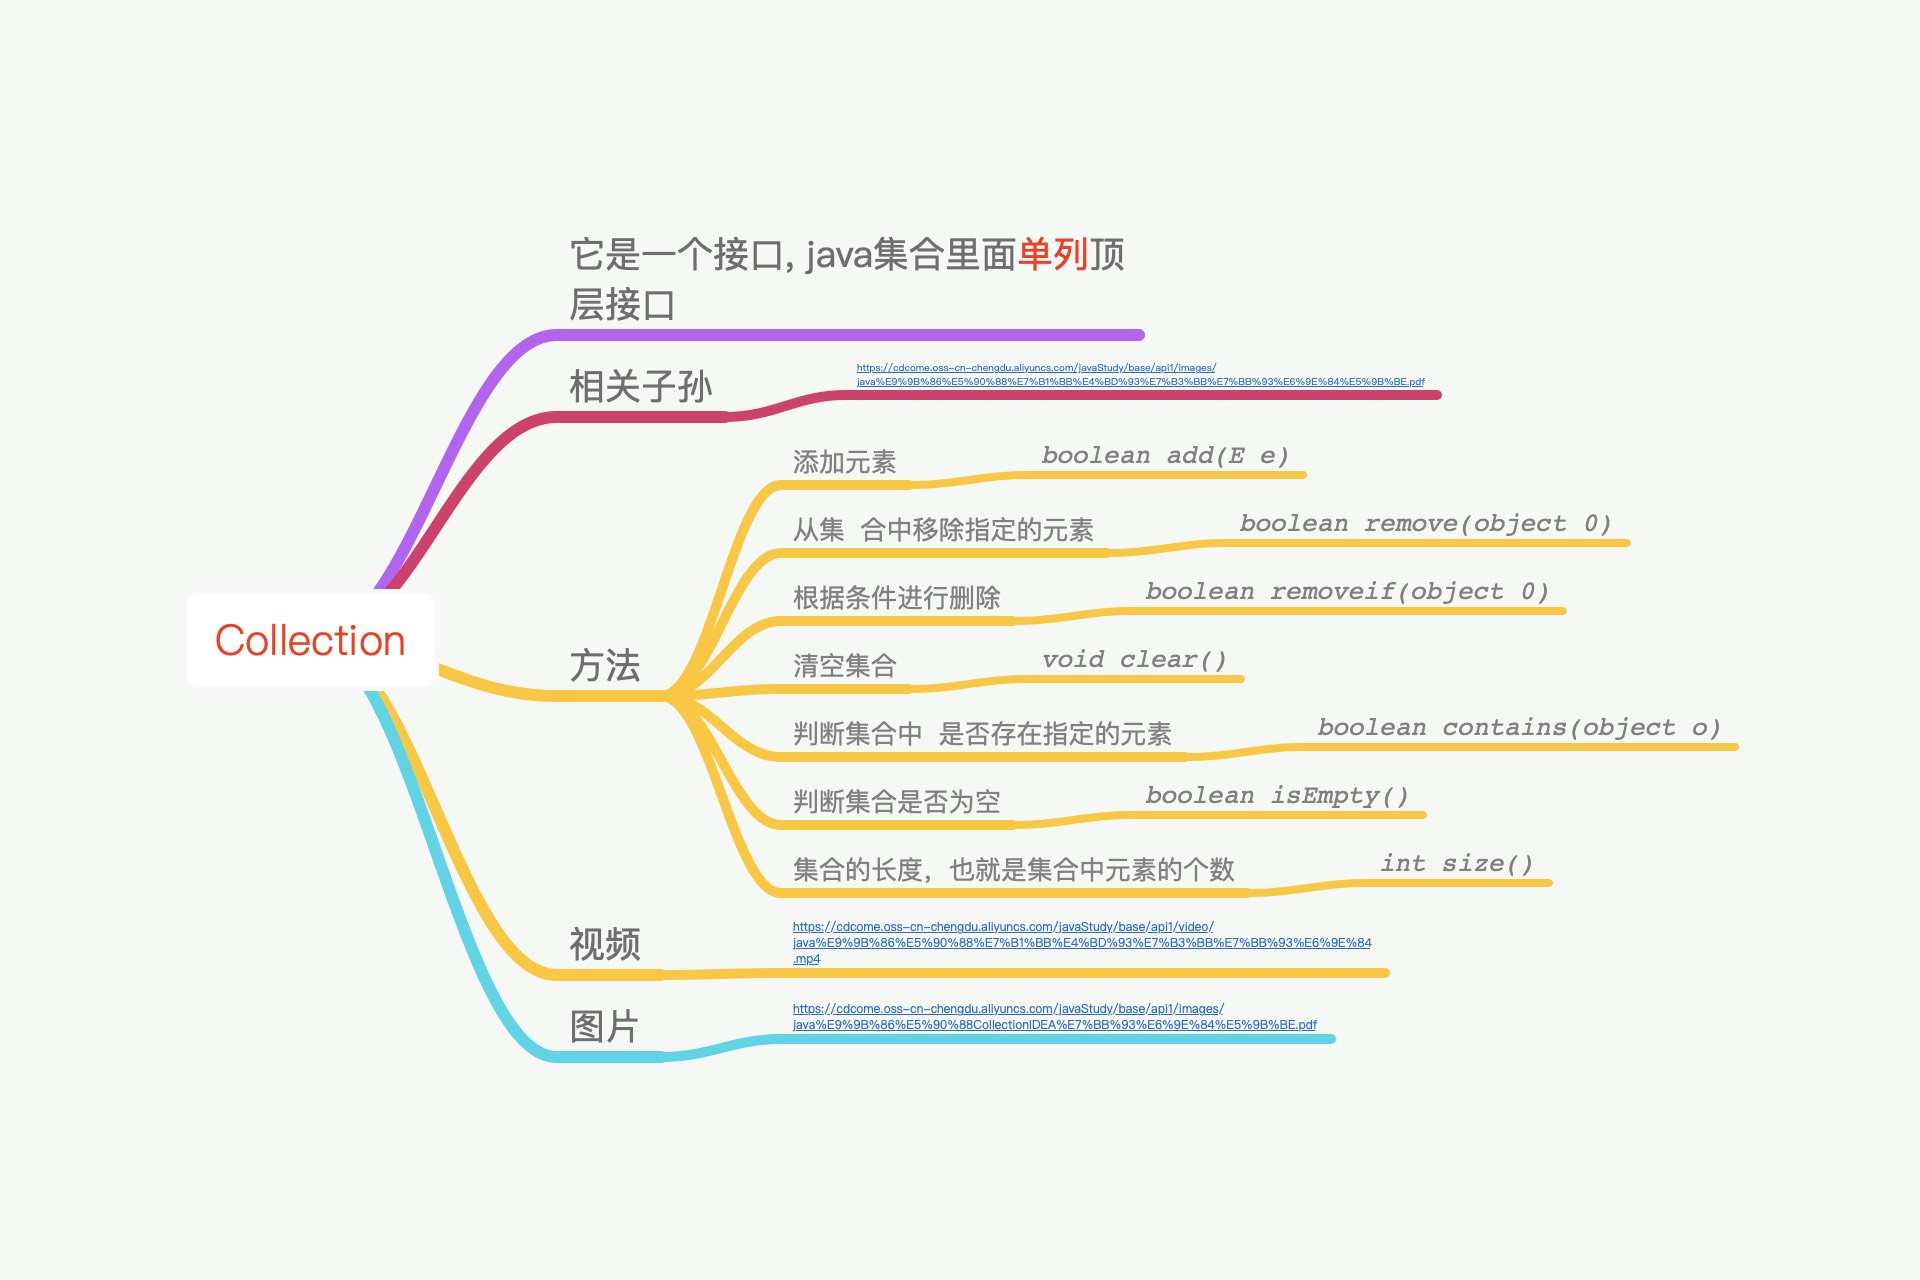 它是一个接口, java集合里面单列顶
层接口
相关子孙
https://cdcome.oss-cn-chengdu.aliyuncs.com/javaStudy/base/api1/images/
java%E9%9B%86%E5%90%88%E7%B1%BB%E4%BD%93%E7%B3%BB%E7%BB%93%E6%9E%84%E5%9B%BE.pdf
Collection
方法
添加元素
boolean add(E e)
从集 合中移除指定的元素
boolean remove(object 0)
根据条件进行删除
boolean removeif(object 0)
清空集合
void clear()
判断集合中 是否存在指定的元素
boolean contains(object o)
判断集合是否为空
boolean isEmpty()
集合的长度，也就是集合中元素的个数
int size()
视频
https://cdcome.oss-cn-chengdu.aliyuncs.com/javaStudy/base/api1/video/
java%E9%9B%86%E5%90%88%E7%B1%BB%E4%BD%93%E7%B3%BB%E7%BB%93%E6%9E%84
.mp4
图片
https://cdcome.oss-cn-chengdu.aliyuncs.com/javaStudy/base/api1/images/
java%E9%9B%86%E5%90%88CollectionIDEA%E7%BB%93%E6%9E%84%E5%9B%BE.pdf